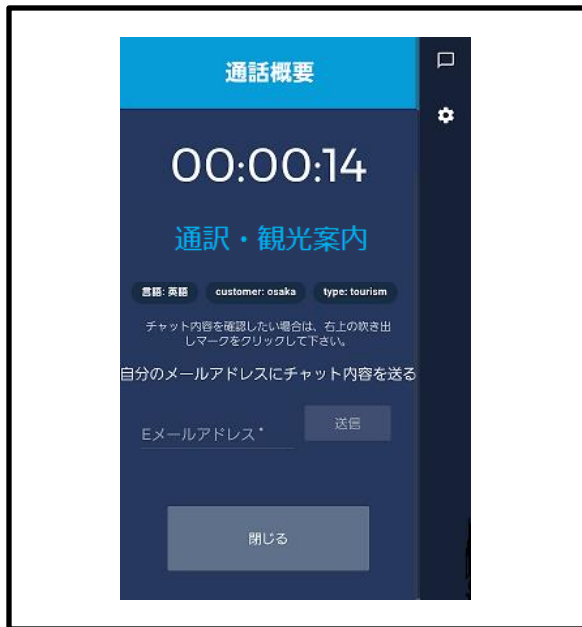 通話概要
00:00:14
通訳・観光案内
言語: 英語 customer: osaka type: tourism
チャット内容を確認したい場合は、右上の吹き出
しマークをクリックして下さい。
自分のメールアドレスにチャット内容を送る
Eメールアドレス * 送信
閉じる